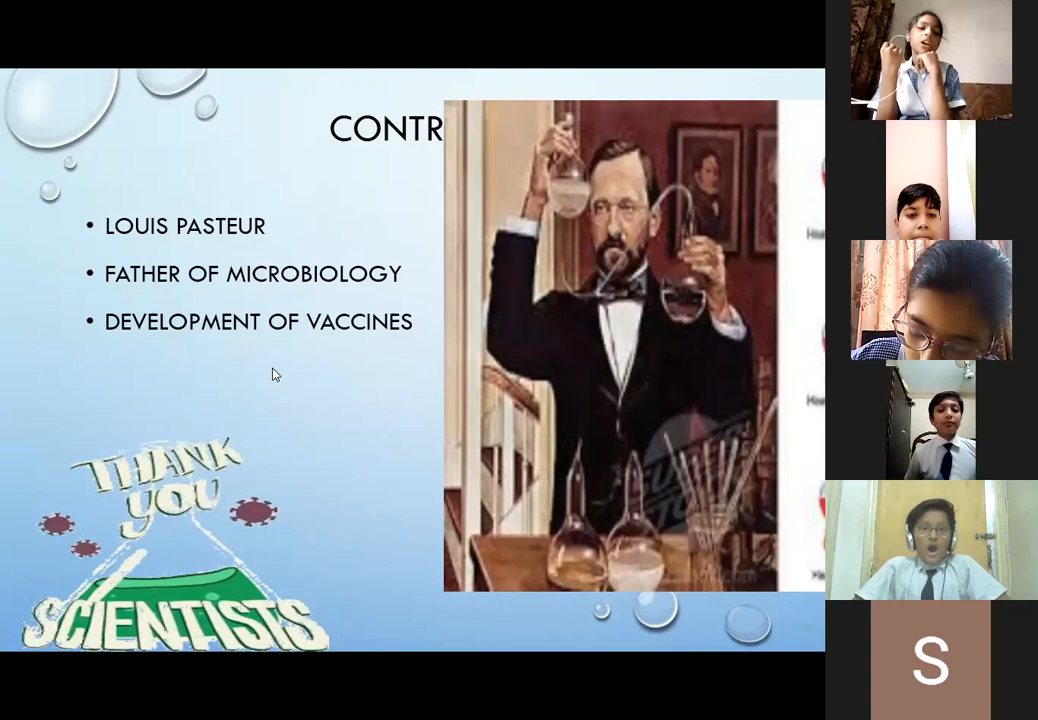 CONTR
• LOUIS PASTEUR
• FATHER OF MICROBIOLOGY
• DEVELOPMENT OF VACCINES
THANK
YOU
SCIENTISTS
S